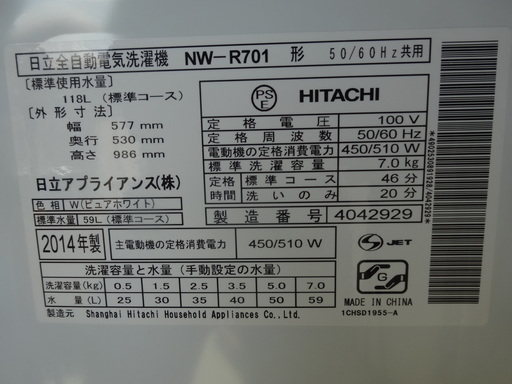 日立全自動電気洗濯機 NW-R701 形 50/60Hz共用
〔標準使用水量〕
118L (標準コース)
〔外形寸法〕
幅 577 mm
奥行 530 mm
高さ 986 mm
日立アプライアンス(株)
色相 W(ピュアホワイト)
標準水量 59L(標準コース)
PS
E
HITACHI
定格電圧 100 V
定格周波数 50/60 Hz
電動機の定格消費電力 450/510 W
標準洗濯容量 7.0 kg
定格時間 標準コース 46分
洗いのみ 20分
製造番号 4042929
2014年製 主電動機の定格消費電力 450/510 W
S JET
洗濯容量と水量 (手動設定の水量)
洗濯容量(kg) 0.5 1.5 2.5 3.5 5.0 7.0
水 量(L) 25 30 35 40 50 59
製造元 Shanghai Hitachi Household Appliances Co., Ltd.
G
MADE IN CHINA
1CHSD1955-A